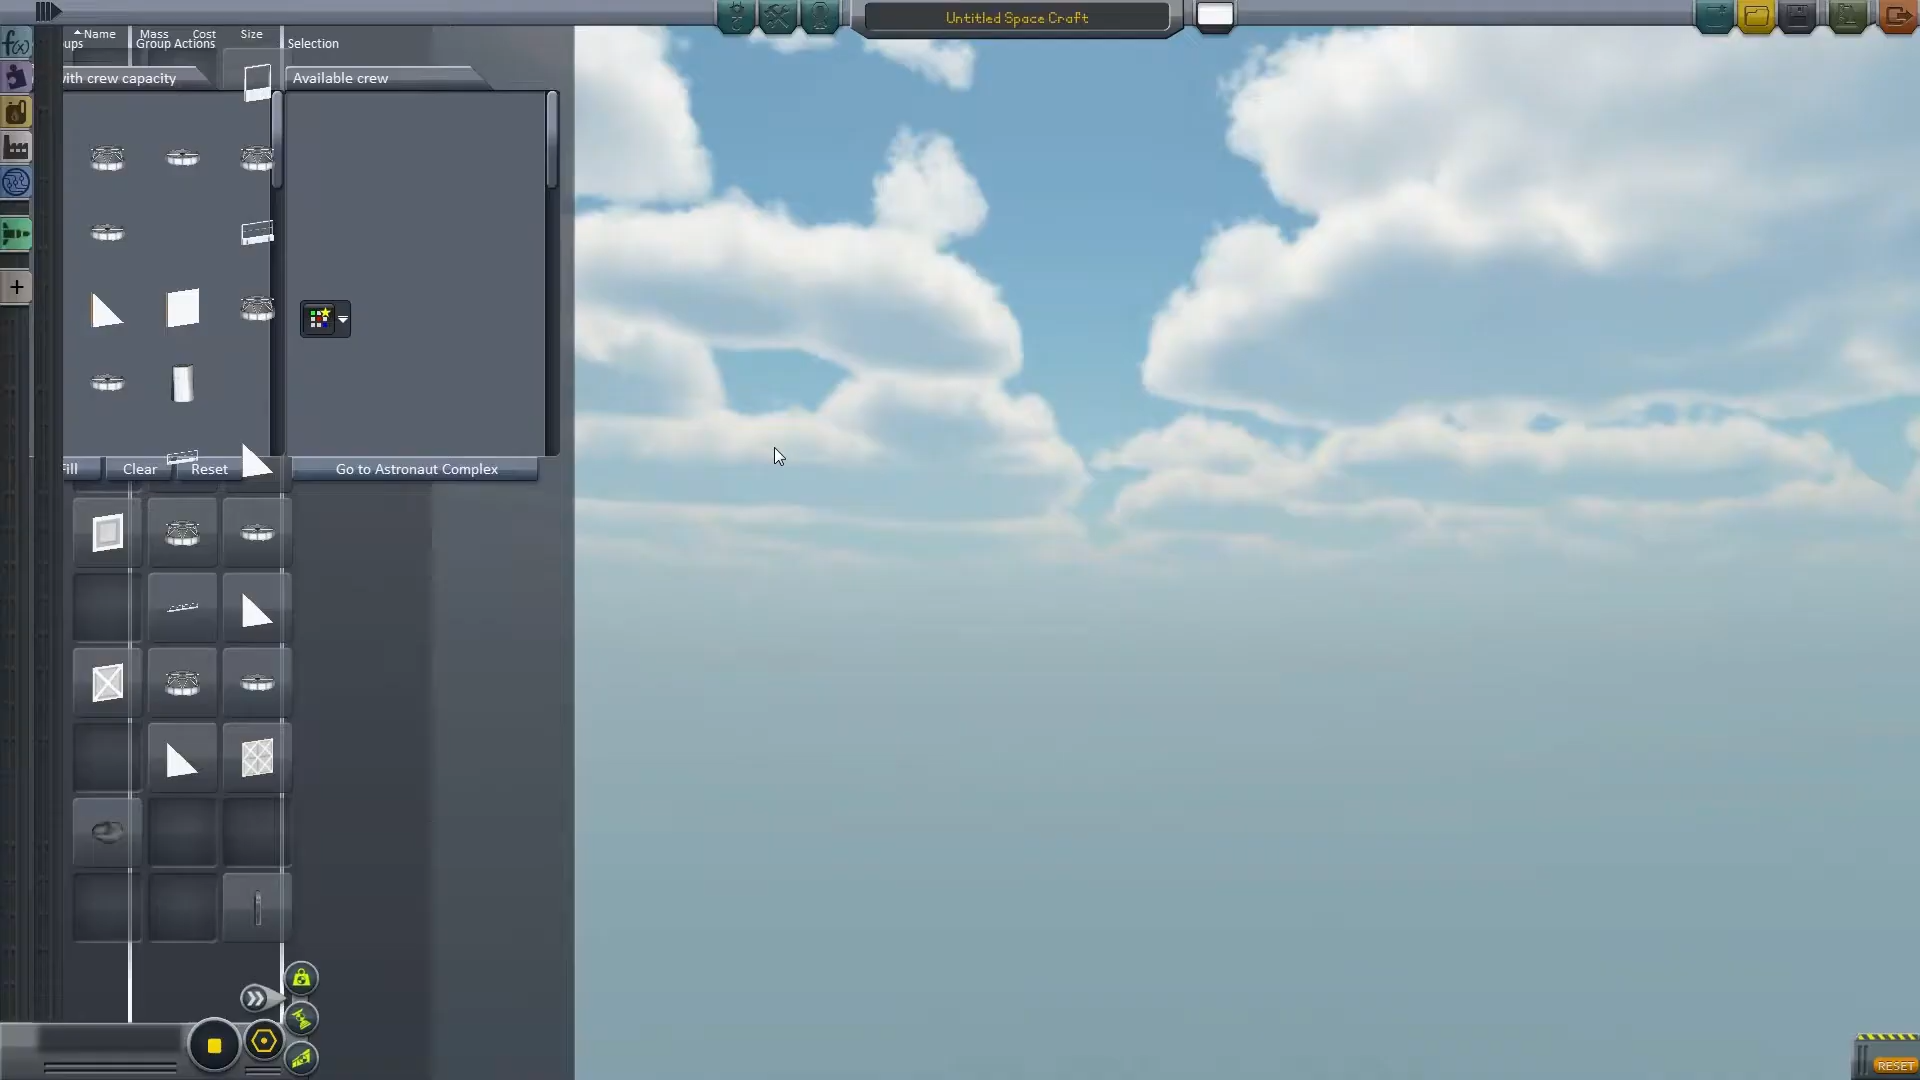 Untitled Space Craft
Name Mass Cost Size
ups Group Actions Selection
ith crew capacity Available crew
f(x)
+
Fill Clear Reset Go to Astronaut Complex
RESET